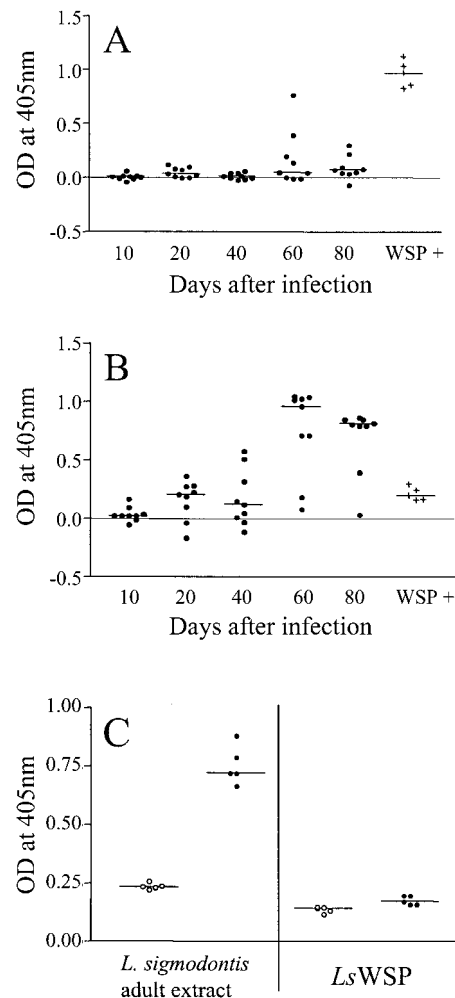 A
OD at 405nm
1.5
1.0
0.5
0.0
-0.5
10 20 40 60 80 WSP +
Days after infection
B
OD at 405nm
1.5
1.0
0.5
0.0
-0.5
10 20 40 60 80 WSP +
Days after infection
C
OD at 405nm
1.00
0.75
0.50
0.25
0.00
L. sigmodontis
adult extract
LsWSP